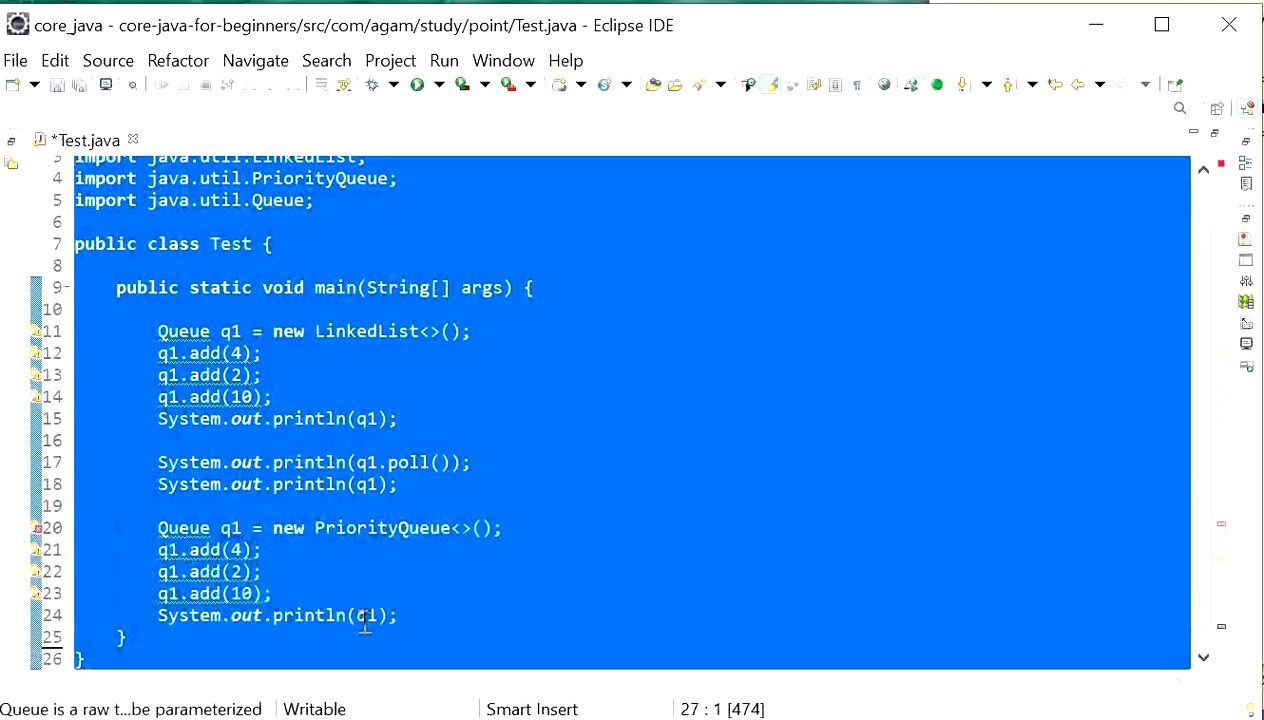 core_java - core-java-for-beginners/src/com/agam/study/point/Test.java - Eclipse IDE
File Edit Source Refactor Navigate Search Project Run Window Help
*Test.java
3 import java.util.LinkedList;
4 import java.util.PriorityQueue;
5 import java.util.Queue;
6
7 public class Test {
8
9 public static void main(String[] args) {
10
11 Queue q1 = new LinkedList<>();
12 q1.add(4);
13 q1.add(2);
14 q1.add(10);
15 System.out.println(q1);
16
17 System.out.println(q1.poll());
18 System.out.println(q1);
19
20 Queue q1 = new PriorityQueue<>();
21 q1.add(4);
22 q1.add(2);
23 q1.add(10);
24 System.out.println(q1);
25 }
26 }
Queue is a raw t...be parameterized Writable Smart Insert 27 : 1 [474]